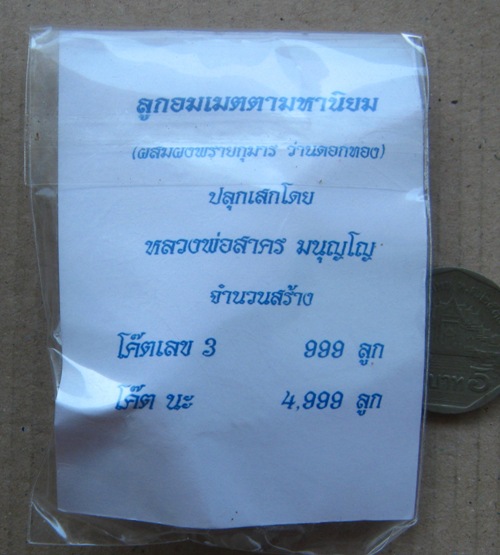 ลูกอมเมตตามหานิยม
(ผสมผงพรายกุมาร ว่านดอกทอง)
ปลุกเสกโดย
หลวงพ่อสาคร มนุญโญ
จำนวนสร้าง
โค๊ตเลข 3 999 ลูก
โค๊ต นะ 4,999 ลูก
บาท